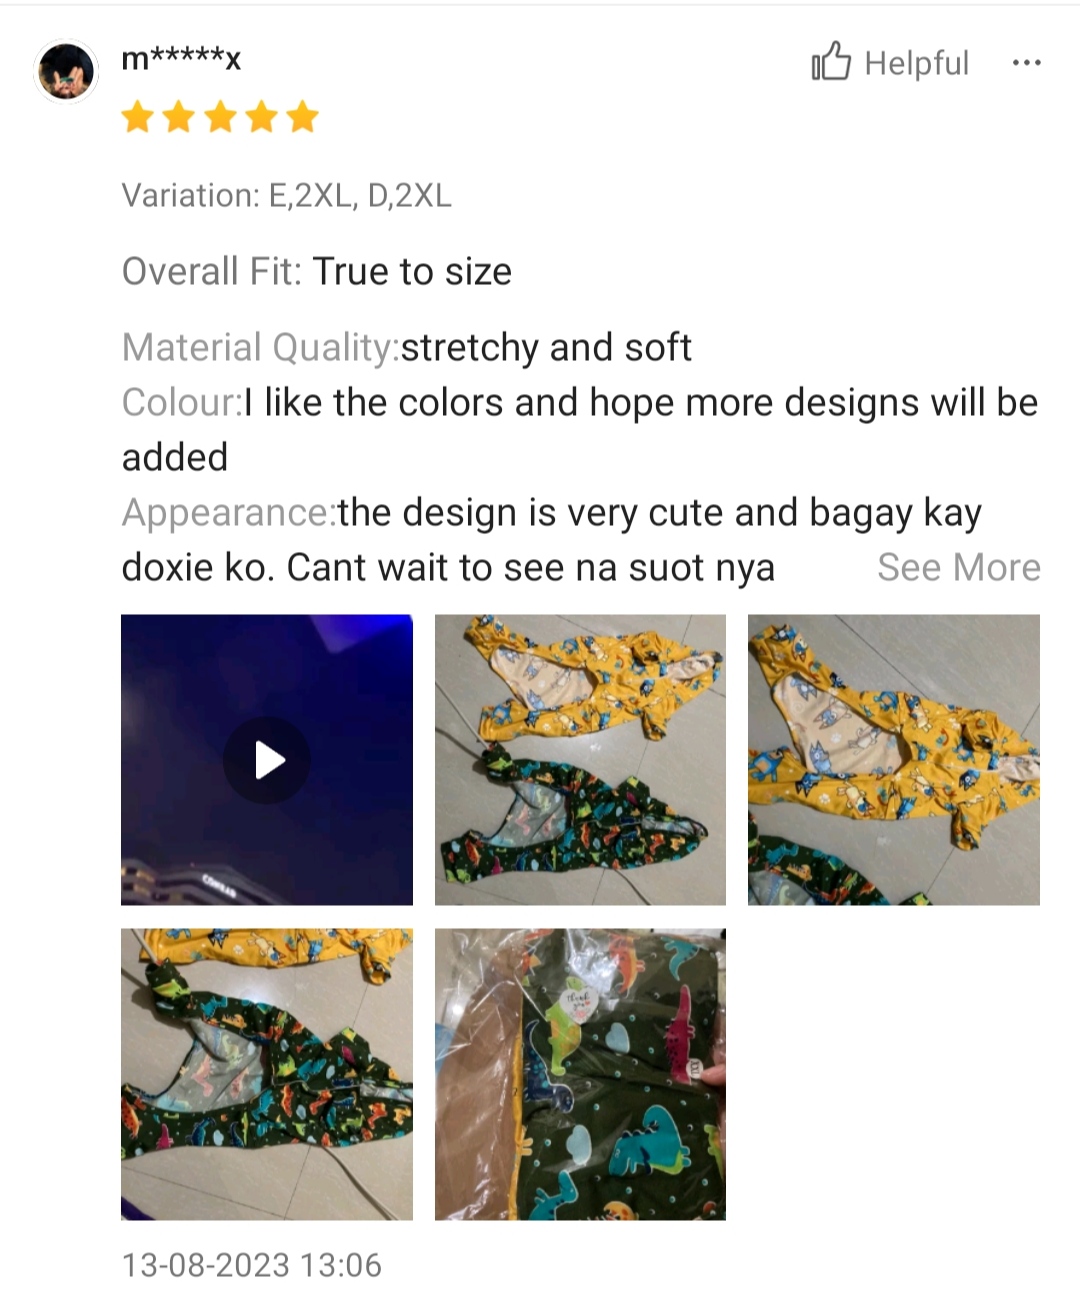 m*****x
Helpful
Variation: E,2XL, D,2XL
Overall Fit: True to size
Material Quality:stretchy and soft
Colour:I like the colors and hope more designs will be
added
Appearance:the design is very cute and bagay kay
doxie ko. Cant wait to see na suot nya
See More
Thank
you
13-08-2023 13:06